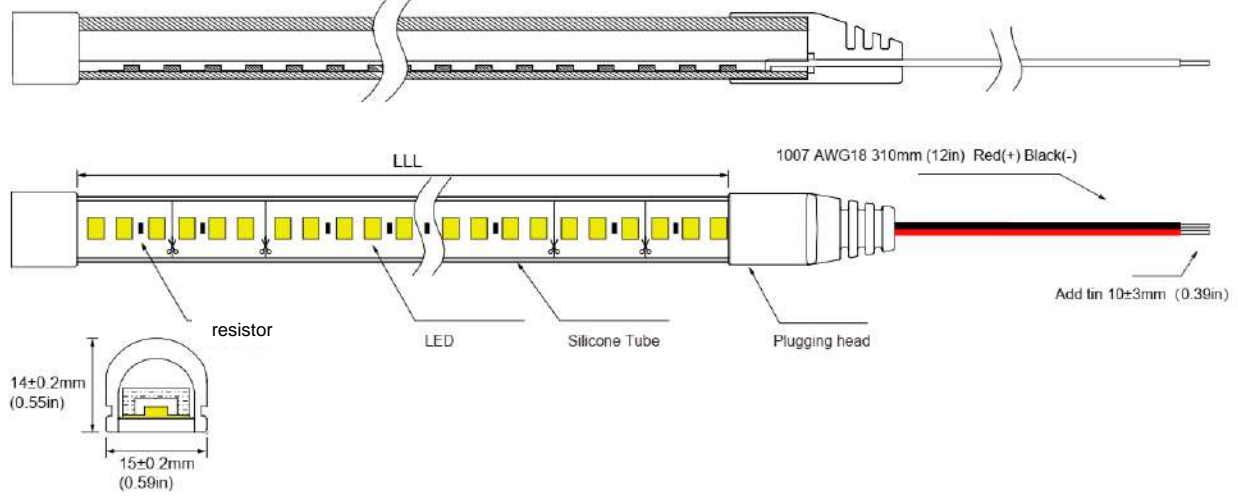 1007 AWG18 310mm (12in) Red(+) Black(-)
LLL
Add tin 10±3mm (0.39in)
resistor
LED
Silicone Tube
Plugging head
14±0.2mm
(0.55in)
15±0.2mm
(0.59in)